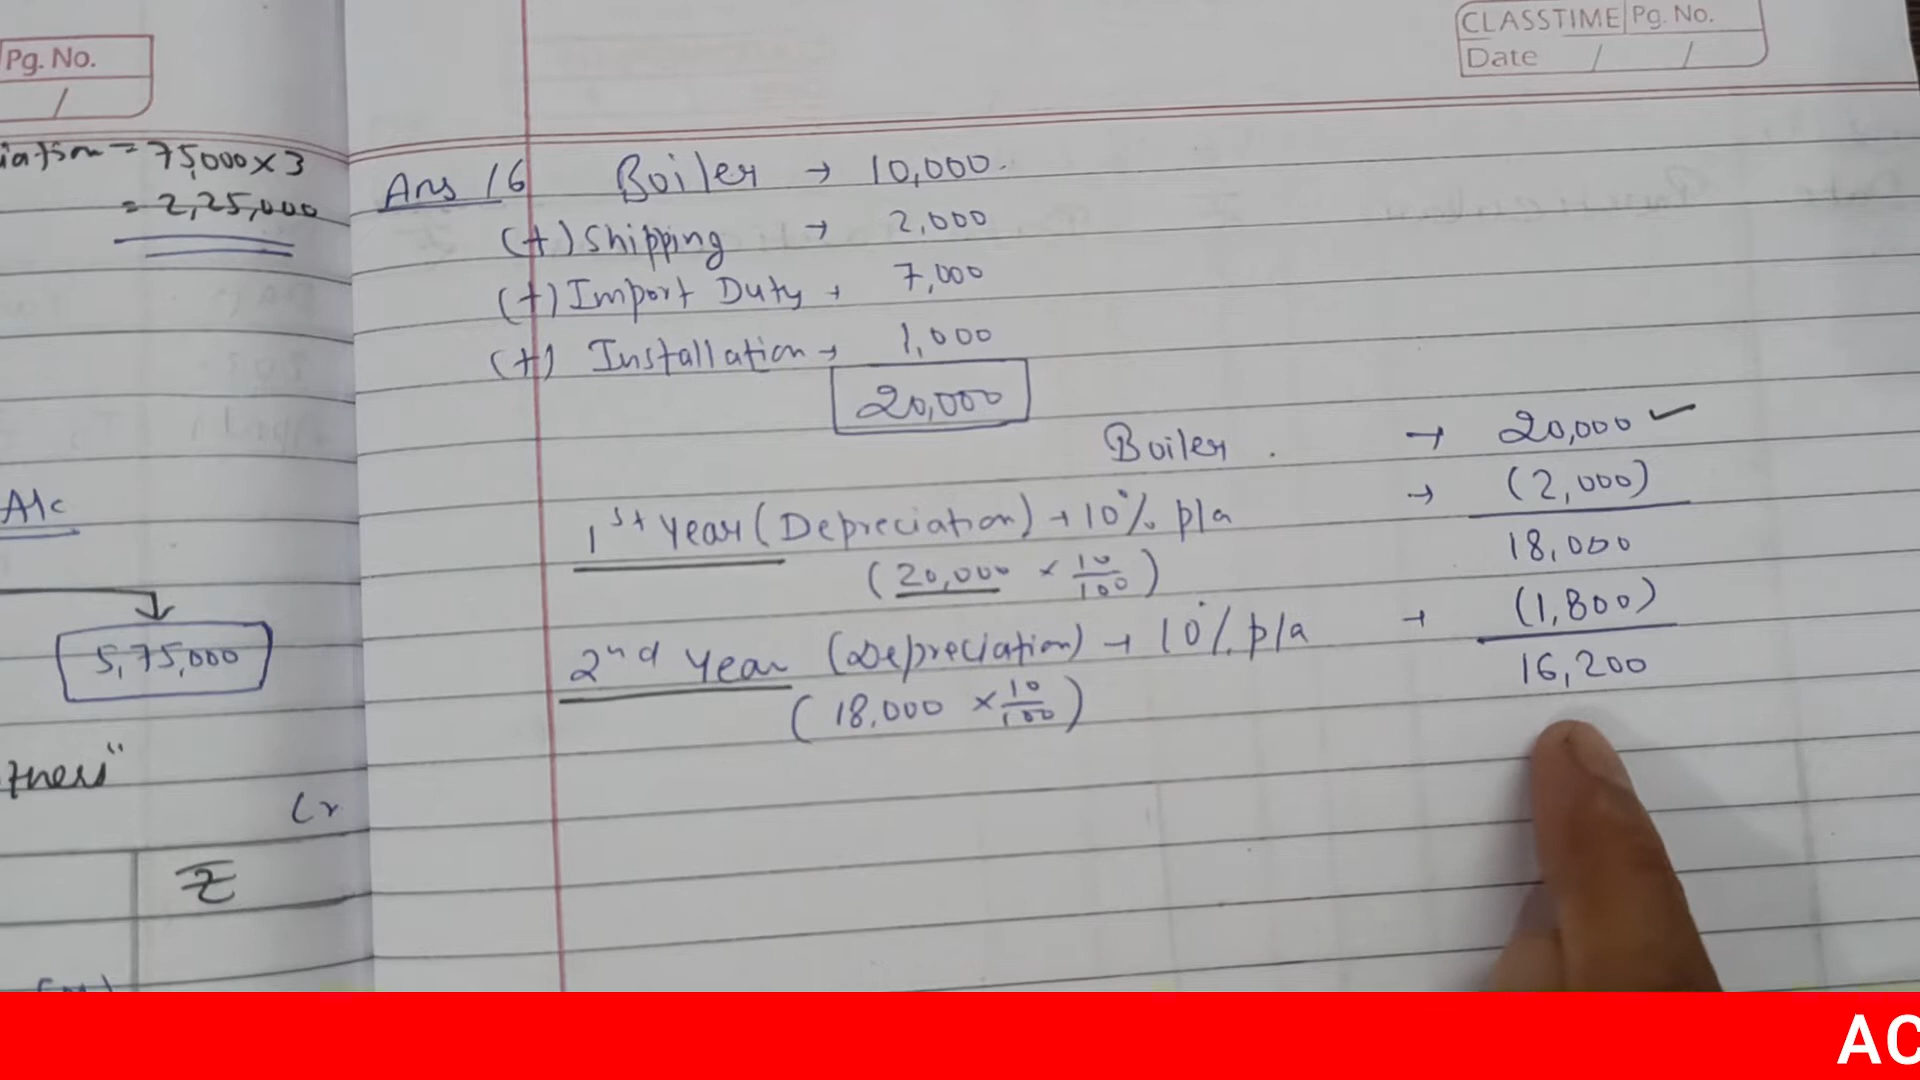 Pg. No.
/
= 75,000 × 3
= 2,25,000
A/c
5,75,000
Cr
₹
CLASSTIME Pg. No.
Date / /
Ans 16 Boiler → 10,000.
(+) Shipping → 2,000
(+) Import Duty → 7,000
(+) Installation → 1,000
20,000
Boiler . → 20,000 ✓
1st Year (Depreciation) → 10% p/a → (2,000)
(20,000 × 10/100) 18,000
2nd Year (Depreciation) → 10% p/a → (1,800)
(18,000 × 10/100) 16,200
AC